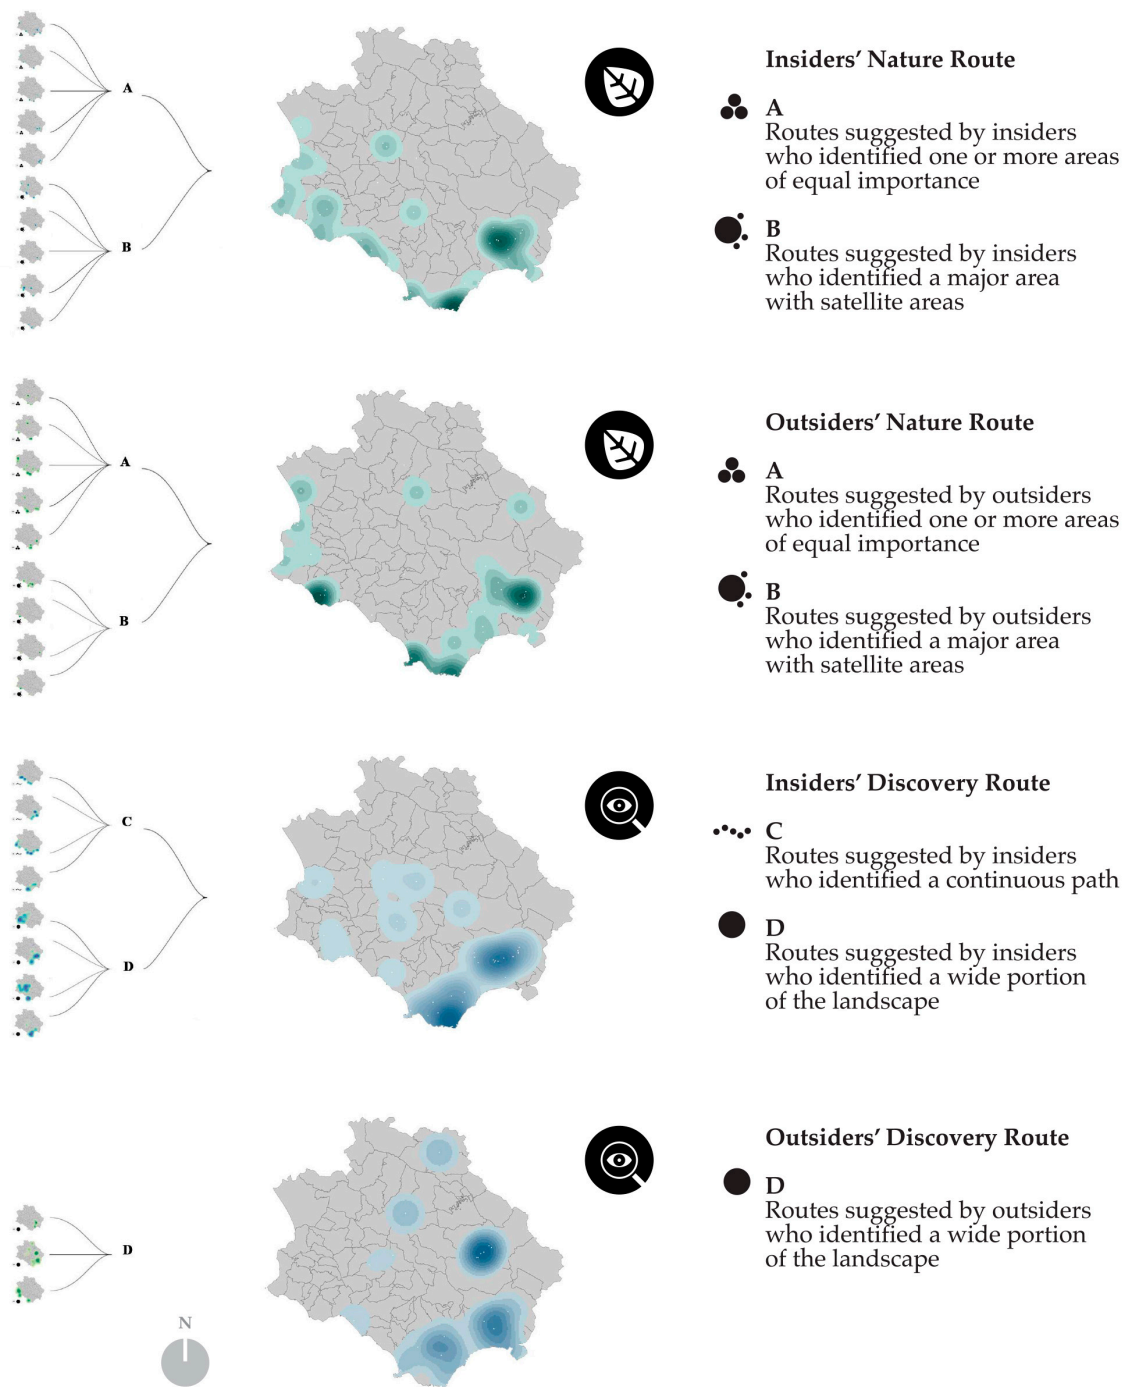 Insiders’ Nature Route
A
A
Routes suggested by insiders
who identified one or more areas
of equal importance
B
B
Routes suggested by insiders
who identified a major area
with satellite areas
Outsiders’ Nature Route
A
A
Routes suggested by outsiders
who identified one or more areas
of equal importance
B
B
Routes suggested by outsiders
who identified a major area
with satellite areas
Insiders’ Discovery Route
C
C
Routes suggested by insiders
who identified a continuous path
D
D
Routes suggested by insiders
who identified a wide portion
of the landscape
Outsiders’ Discovery Route
D
D
Routes suggested by outsiders
who identified a wide portion
of the landscape
N